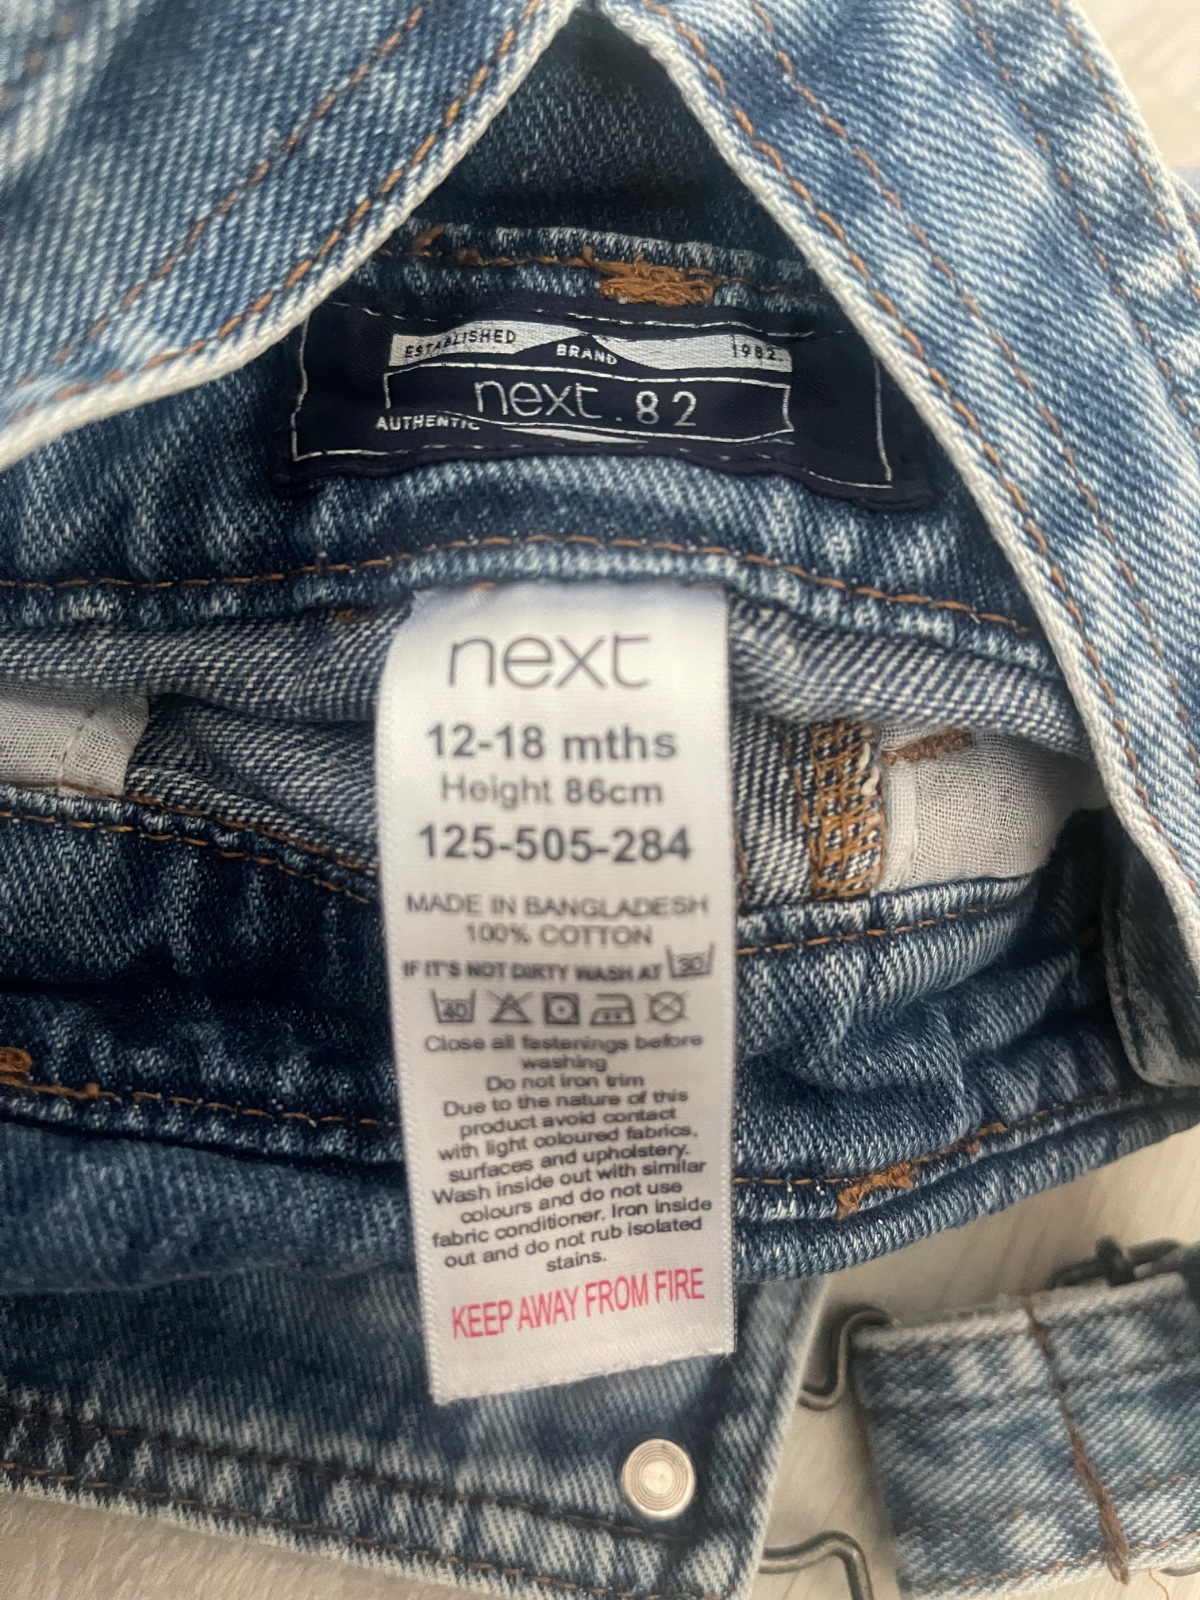 ESTABLISHED BRAND 1982
next.82
AUTHENTIC
next
12-18 mths
Height 86cm
125-505-284
MADE IN BANGLADESH
100% COTTON
IF IT'S NOT DIRTY WASH AT 30
40
Close all fastenings before
washing
Do not iron trim
Due to the nature of this
product avoid contact
with light coloured fabrics,
surfaces and upholstery.
Wash inside out with similar
colours and do not use
fabric conditioner. Iron inside
out and do not rub isolated
stains.
KEEP AWAY FROM FIRE